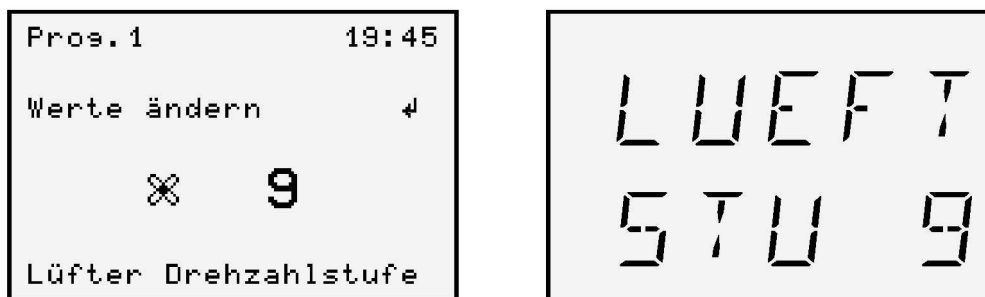 Prog.1 19:45
Werte ändern ↲
9
Lüfter Drehzahlstufe
LUEFT
STU 9